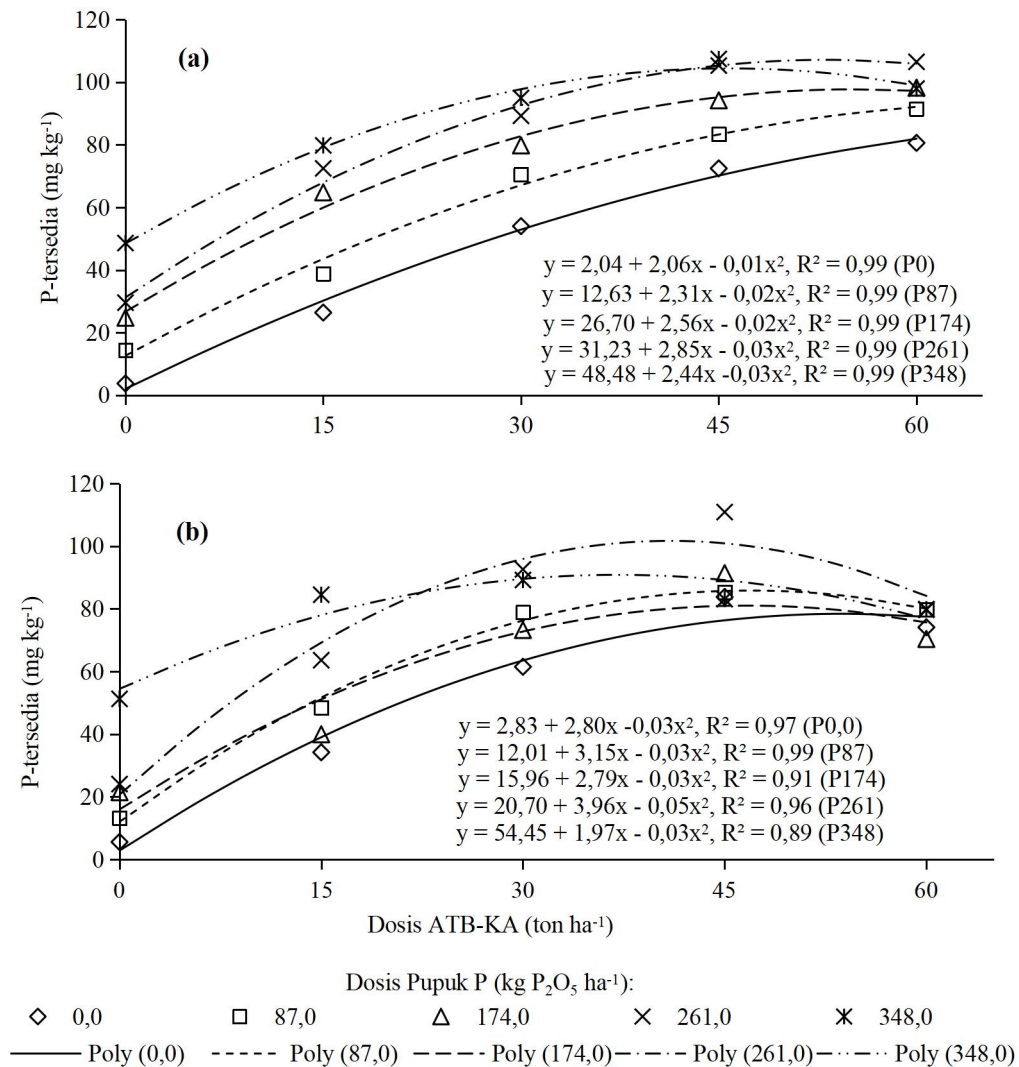 (a)
P-tersedia (mg kg⁻¹)
120
100
80
60
40
20
0
y = 2,04 + 2,06x - 0,01x², R² = 0,99 (P0)
y = 12,63 + 2,31x - 0,02x², R² = 0,99 (P87)
y = 26,70 + 2,56x - 0,02x², R² = 0,99 (P174)
y = 31,23 + 2,85x - 0,03x², R² = 0,99 (P261)
y = 48,48 + 2,44x -0,03x², R² = 0,99 (P348)
0 15 30 45 60
(b)
P-tersedia (mg kg⁻¹)
120
100
80
60
40
20
0
y = 2,83 + 2,80x -0,03x², R² = 0,97 (P0,0)
y = 12,01 + 3,15x - 0,03x², R² = 0,99 (P87)
y = 15,96 + 2,79x - 0,03x², R² = 0,91 (P174)
y = 20,70 + 3,96x - 0,05x², R² = 0,96 (P261)
y = 54,45 + 1,97x - 0,03x², R² = 0,89 (P348)
0 15 30 45 60
Dosis ATB-KA (ton ha⁻¹)
Dosis Pupuk P (kg P₂O₅ ha⁻¹):
0,0 87,0 174,0 261,0 348,0
Poly (0,0) Poly (87,0) Poly (174,0) Poly (261,0) Poly (348,0)